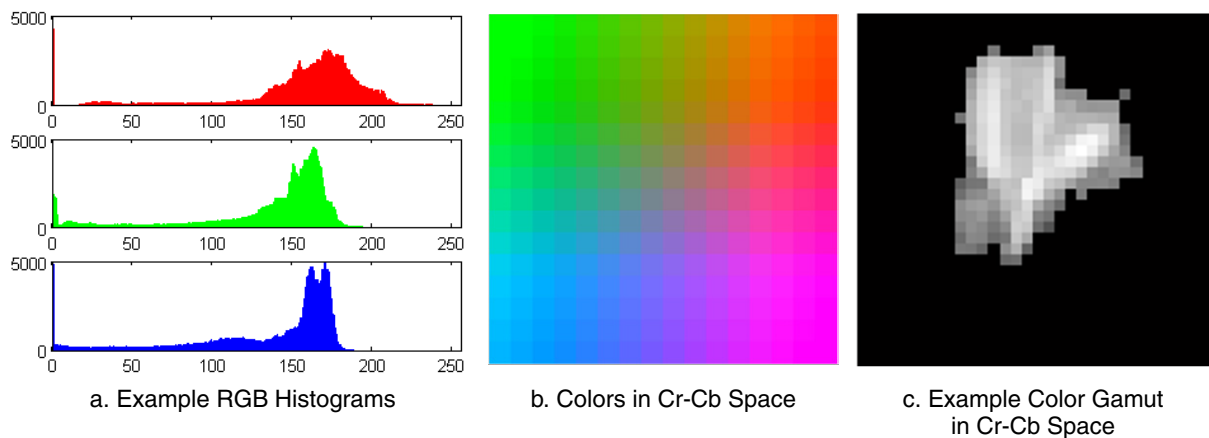 5000
0
0 50 100 150 200 250
5000
0
0 50 100 150 200 250
5000
0
0 50 100 150 200 250
a. Example RGB Histograms
b. Colors in Cr-Cb Space
c. Example Color Gamut
in Cr-Cb Space